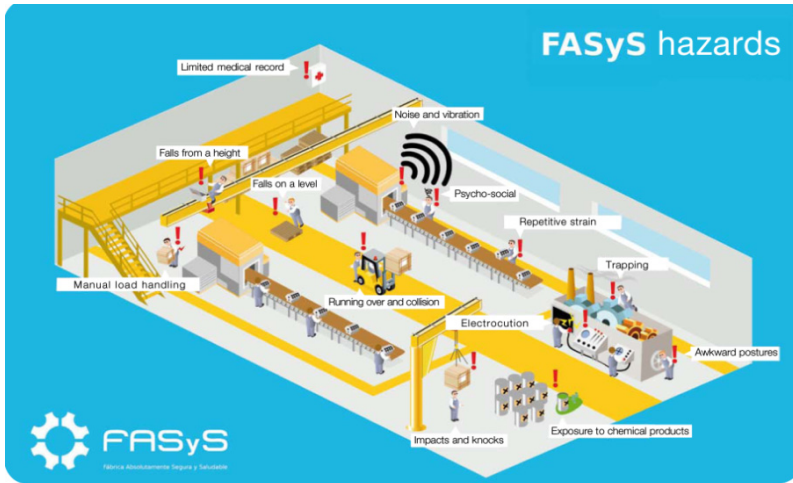 FASyS hazards
Limited medical record
Noise and vibration
Falls from a height
Falls on a level
Psycho-social
Repetitive strain
Trapping
Manual load handling
Running over and collision
Electrocution
Awkward postures
Impacts and knocks
Exposure to chemical products
FASyS
Fábrica Absolutamente Segura y Saludable